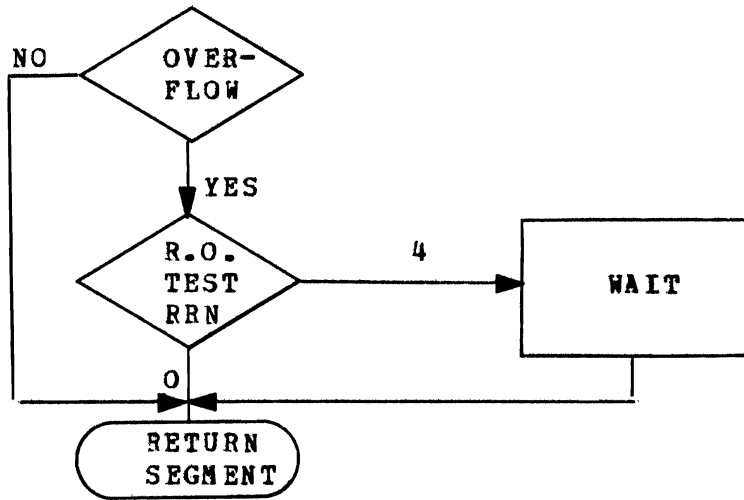 NO
OVER-
FLOW
YES
R.O.
TEST
RRN
4
WAIT
0
RETURN
SEGMENT